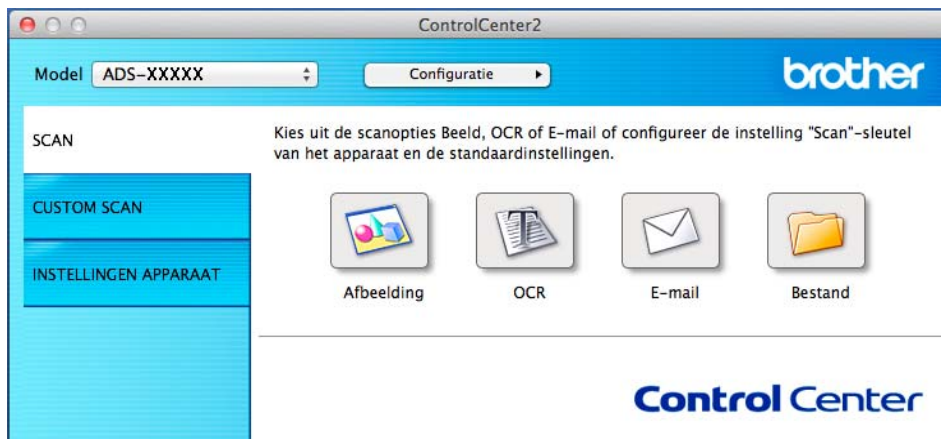 ControlCenter2
Model ADS-XXXXX Configuratie brother
SCAN
Kies uit de scanopties Beeld, OCR of E-mail of configureer de instelling "Scan"-sleutel
van het apparaat en de standaardinstellingen.
CUSTOM SCAN
INSTELLINGEN APPARAAT
Afbeelding OCR E-mail Bestand
Control Center